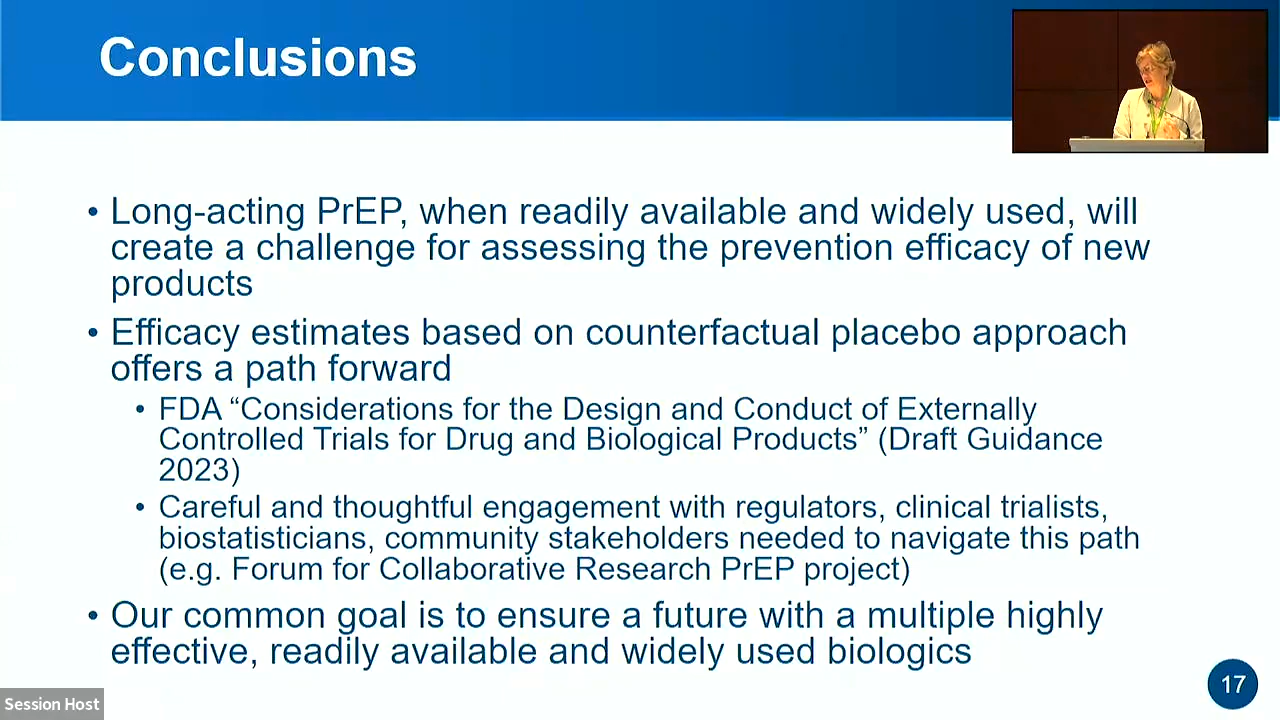 Conclusions
• Long-acting PrEP, when readily available and widely used, will
create a challenge for assessing the prevention efficacy of new
products
• Efficacy estimates based on counterfactual placebo approach
offers a path forward
• FDA “Considerations for the Design and Conduct of Externally
Controlled Trials for Drug and Biological Products” (Draft Guidance
2023)
• Careful and thoughtful engagement with regulators, clinical trialists,
biostatisticians, community stakeholders needed to navigate this path
(e.g. Forum for Collaborative Research PrEP project)
• Our common goal is to ensure a future with a multiple highly
effective, readily available and widely used biologics
17
Session Host